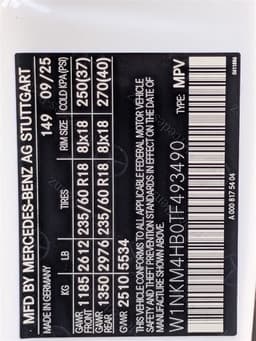 MFD BY MERCEDES-BENZ AG STUTTGART
MADE IN GERMANY 149 09/25
KG LB TIRES RIM SIZE COLD KPA(PSI)
GAWR FRONT 1185 2612 235/60 R18 8Jx18 250(37)
GAWR REAR 1350 2976 235/60 R18 8Jx18 270(40)
GVWR 2510 5534
THIS VEHICLE CONFORMS TO ALL APPLICABLE FEDERAL MOTOR VEHICLE
SAFETY AND THEFT PREVENTION STANDARDS IN EFFECT ON THE DATE OF
MANUFACTURE SHOWN ABOVE.
W1NKM4HB0TF493490 TYPE: MPV
A 000 817 54 04